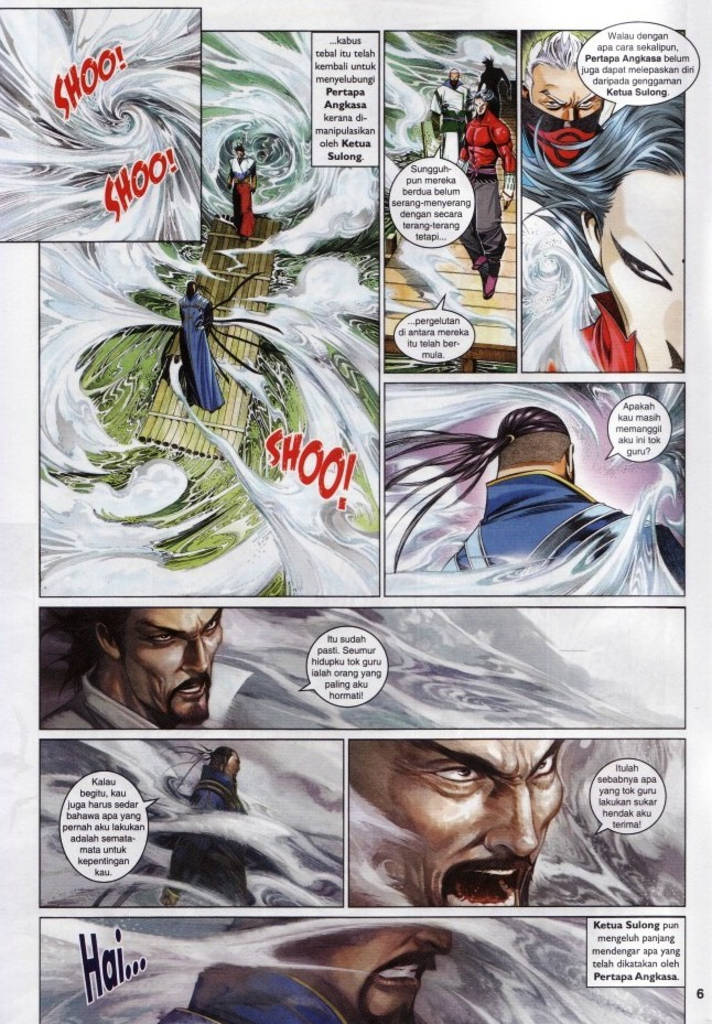 SHOO!
SHOO!
...kabus
tebal itu telah
kembali untuk
menyelubungi
Pertapa
Angkasa
kerana di-
manipulasikan
oleh Ketua
Sulong.
SHOO!
Sungguh-
pun mereka
berdua belum
serang-menyerang
dengan secara
terang-terang
tetapi...
...pergelutan
di antara mereka
itu telah ber-
mula.
Walau dengan
apa cara sekalipun,
Pertapa Angkasa belum
juga dapat melepaskan diri
daripada genggaman
Ketua Sulong.
Apakah
kau masih
memanggil
aku ini tok
guru?
Itu sudah
pasti. Seumur
hidupku tok guru
ialah orang yang
paling aku
hormati!
Kalau
begitu, kau
juga harus sedar
bahawa apa yang
pernah aku lakukan
adalah semata-
mata untuk
kepentingan
kau.
Itulah
sebabnya apa
yang tok guru
lakukan sukar
hendak aku
terima!
Hai...
Ketua Sulong pun
mengeluh panjang
mendengar apa yang
telah dikatakan oleh
Pertapa Angkasa.
6